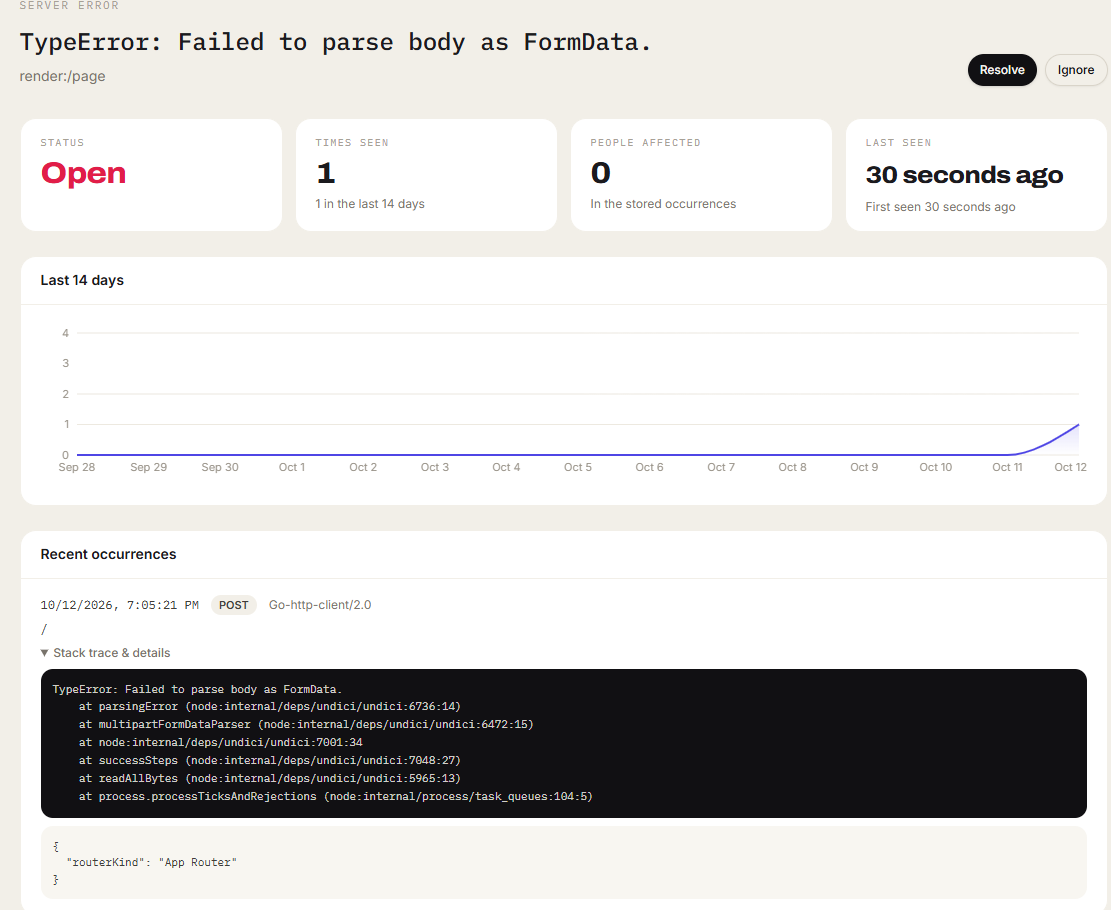 SERVER ERROR
TypeError: Failed to parse body as FormData.
render:/page
Resolve
Ignore
STATUS
Open
TIMES SEEN
1
1 in the last 14 days
PEOPLE AFFECTED
0
In the stored occurrences
LAST SEEN
30 seconds ago
First seen 30 seconds ago
Last 14 days
4
3
2
1
0
Sep 28 Sep 29 Sep 30 Oct 1 Oct 2 Oct 3 Oct 4 Oct 5 Oct 6 Oct 7 Oct 8 Oct 9 Oct 10 Oct 11 Oct 12
Recent occurrences
10/12/2026, 7:05:21 PM POST Go-http-client/2.0
/
▼ Stack trace & details
TypeError: Failed to parse body as FormData.
    at parsingError (node:internal/deps/undici/undici:6736:14)
    at multipartFormDataParser (node:internal/deps/undici/undici:6472:15)
    at node:internal/deps/undici/undici:7001:34
    at successSteps (node:internal/deps/undici/undici:7048:27)
    at readAllBytes (node:internal/deps/undici/undici:5965:13)
    at process.processTicksAndRejections (node:internal/process/task_queues:104:5)
{
  "routerKind": "App Router"
}